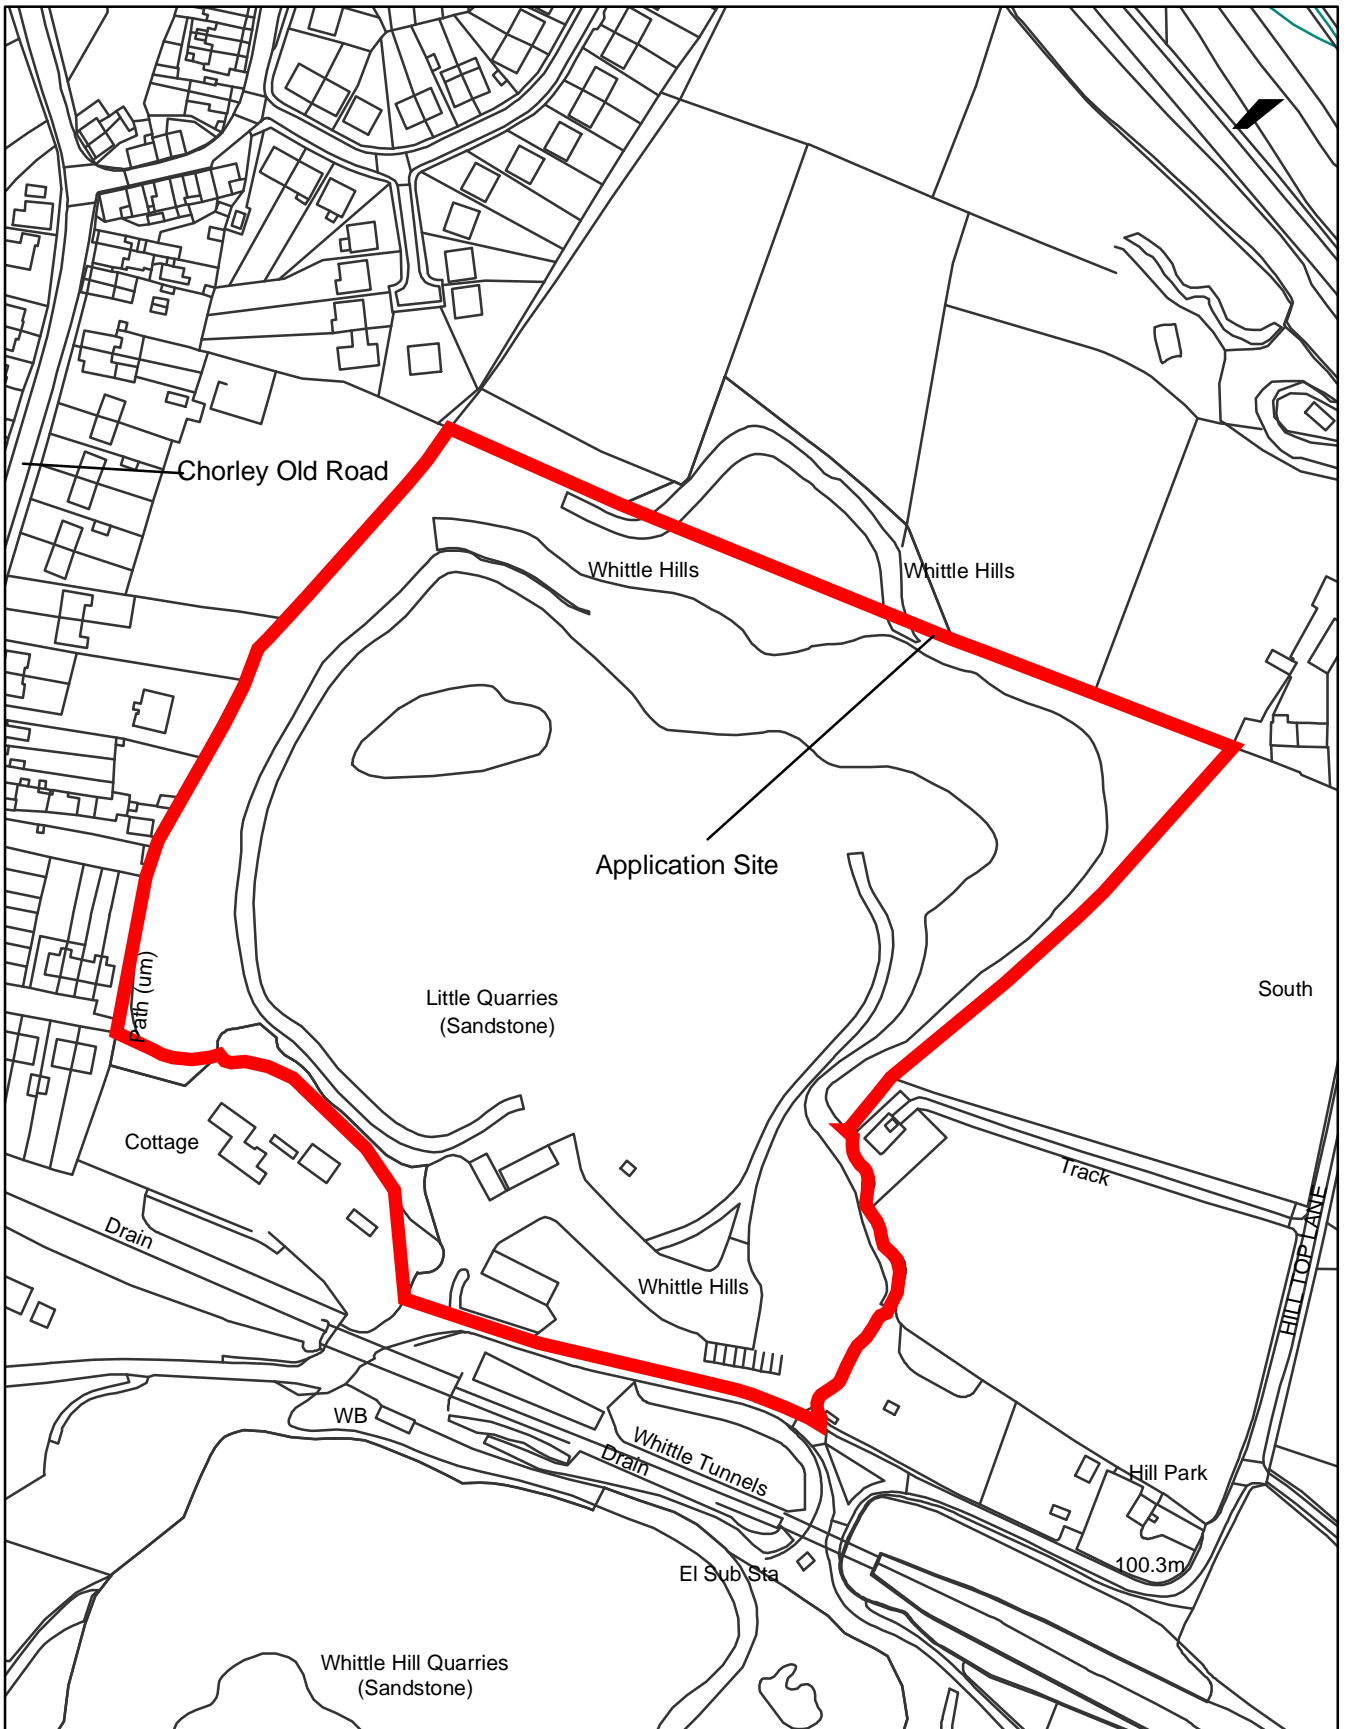 Chorley Old Road
Whittle Hills
Whittle Hills
Application Site
Path (um)
Little Quarries
(Sandstone)
South
Cottage
Track
Drain
HILL TOP LANE
Whittle Hills
WB
Whittle Tunnels
Drain
Hill Park
El Sub Sta
100.3m
Whittle Hill Quarries
(Sandstone)